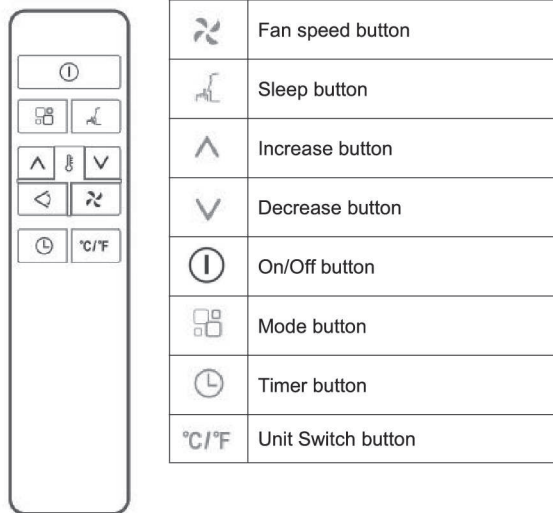 Fan speed button
Sleep button
Increase button
Decrease button
On/Off button
Mode button
Timer button
°C/°F
°C/°F Unit Switch button